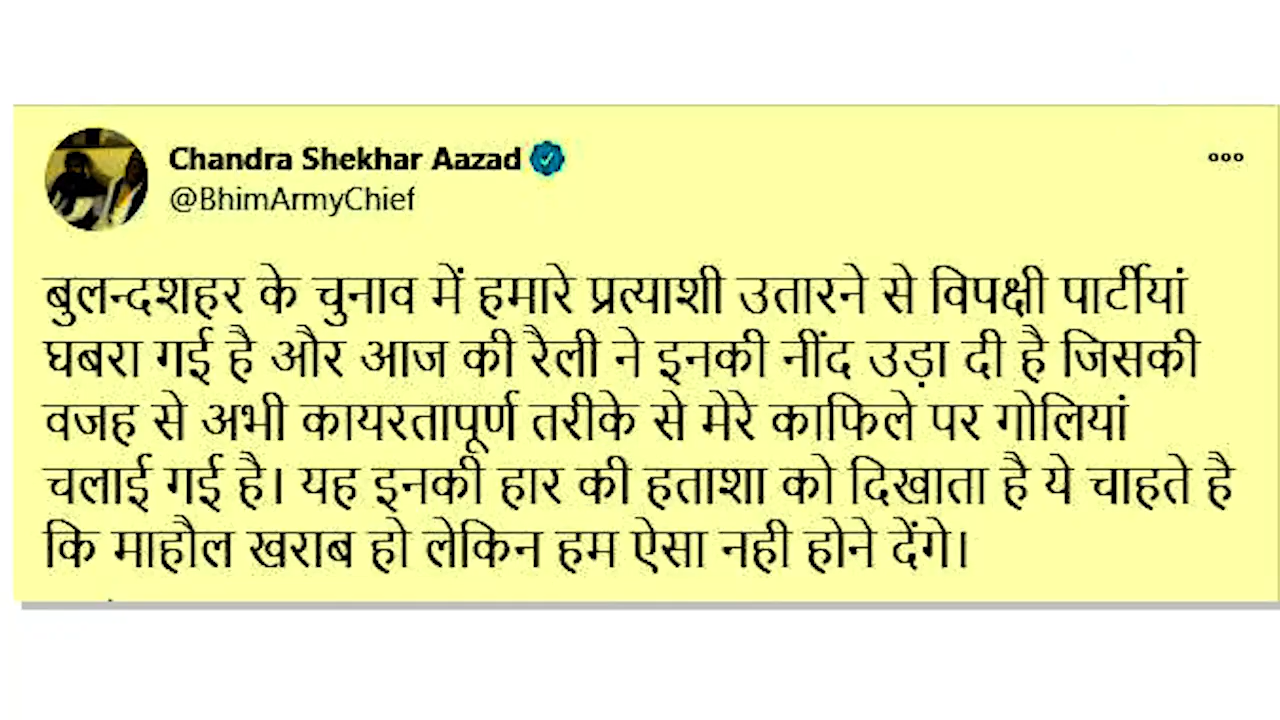 Chandra Shekhar Aazad
@BhimArmyChief
बुलन्दशहर के चुनाव में हमारे प्रत्याशी उतारने से विपक्षी पार्टीयां
घबरा गई है और आज की रैली ने इनकी नींद उड़ा दी है जिसकी
वजह से अभी कायरतापूर्ण तरीके से मेरे काफिले पर गोलियां
चलाई गई है। यह इनकी हार की हताशा को दिखाता है ये चाहते है
कि माहौल खराब हो लेकिन हम ऐसा नही होने देंगे।